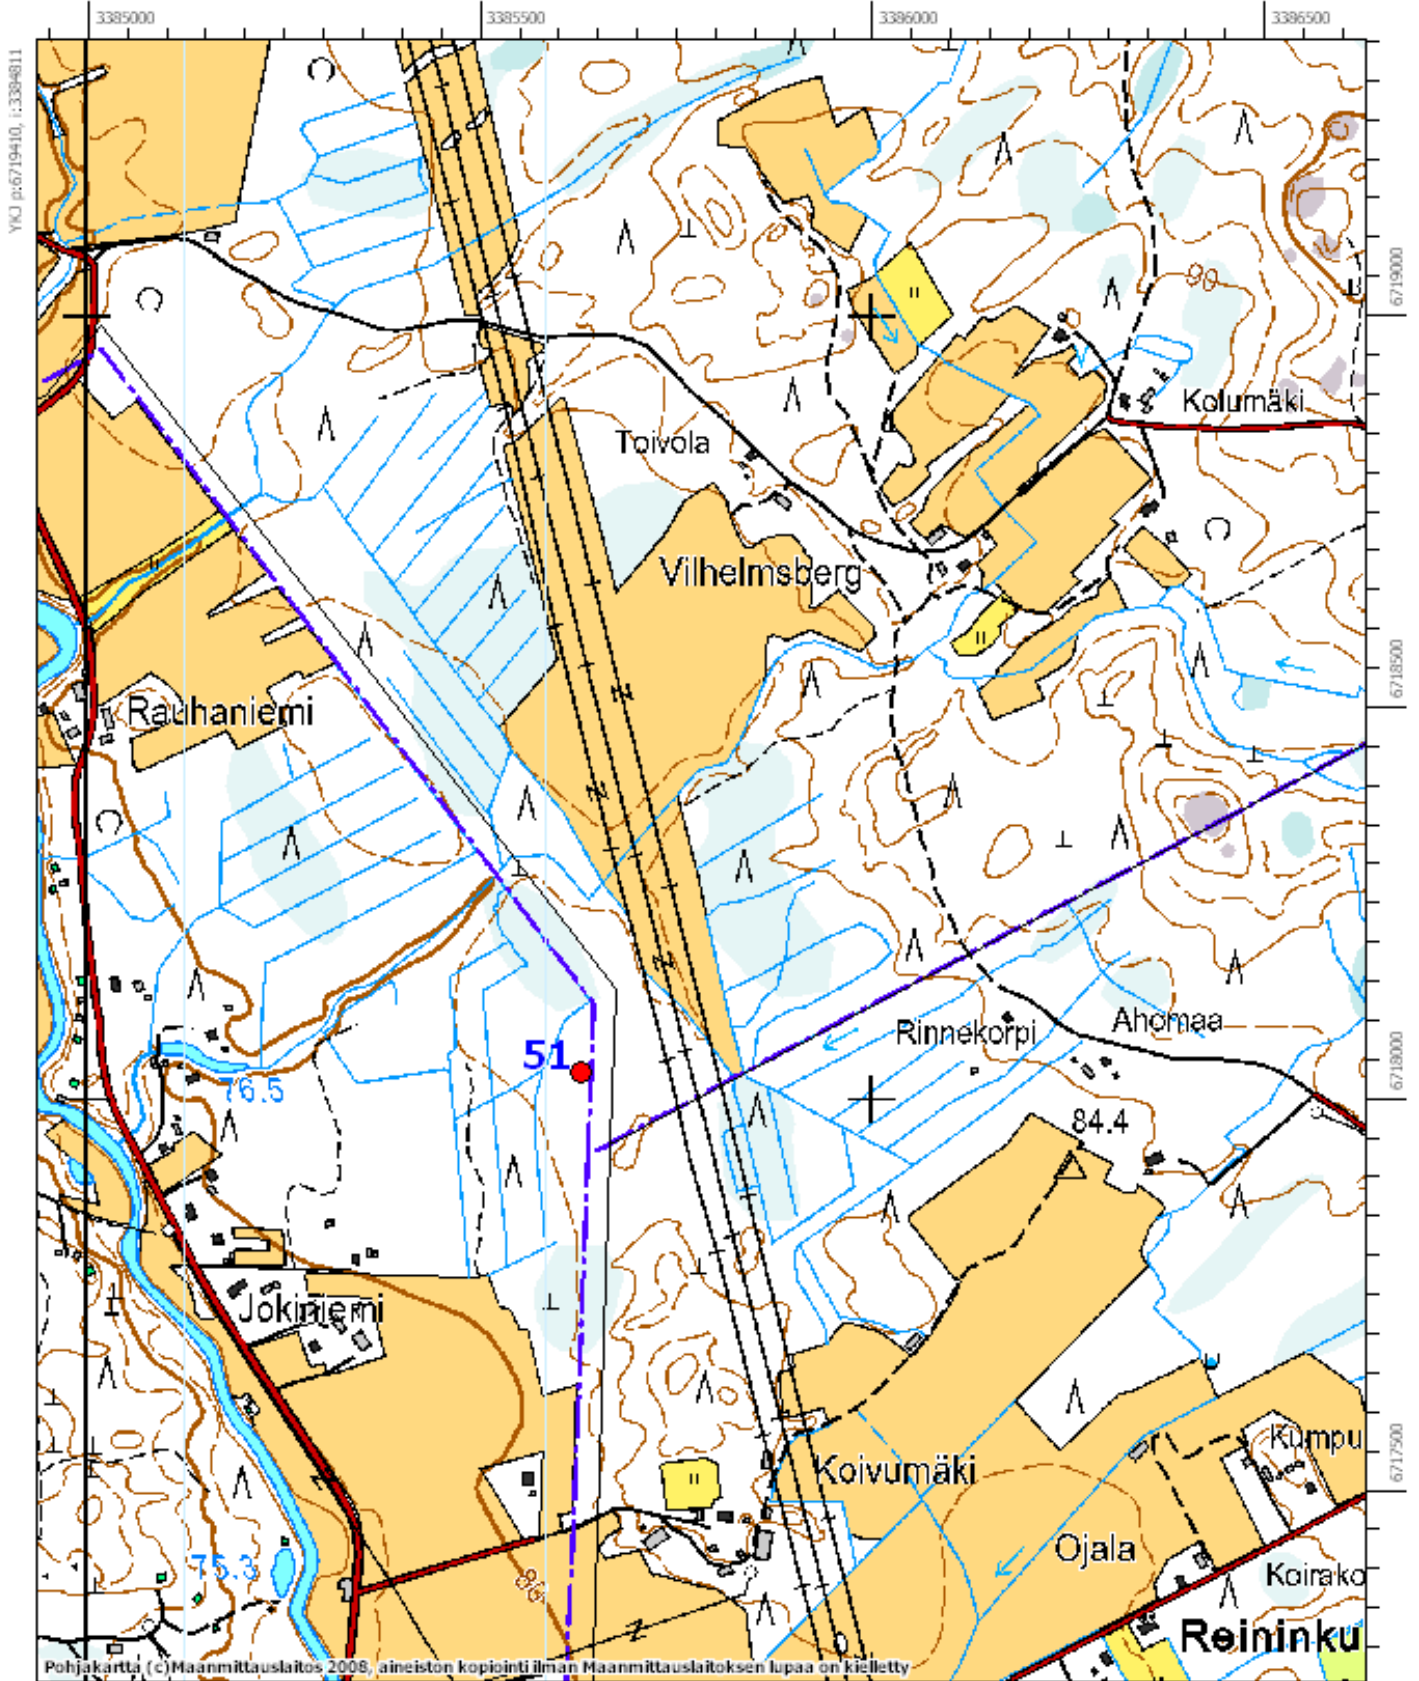 3385000
3385500
3386000
3386500
YKJ p:6719410, i:3384811
90
6719000
Kolumäki
Toivola
Vilhelmsberg
6718500
Rauhaniemi
Rinnekorpi
Ahomaa
51
6718000
76.5
84.4
Jokiniemi
Kumpu
Koivumäki
6717500
Ojala
75.3
80
Koirako
Reininku
Pohjakartta (c)Maanmittauslaitos 2008, aineiston kopiointi ilman Maanmittauslaitoksen lupaa on kielletty